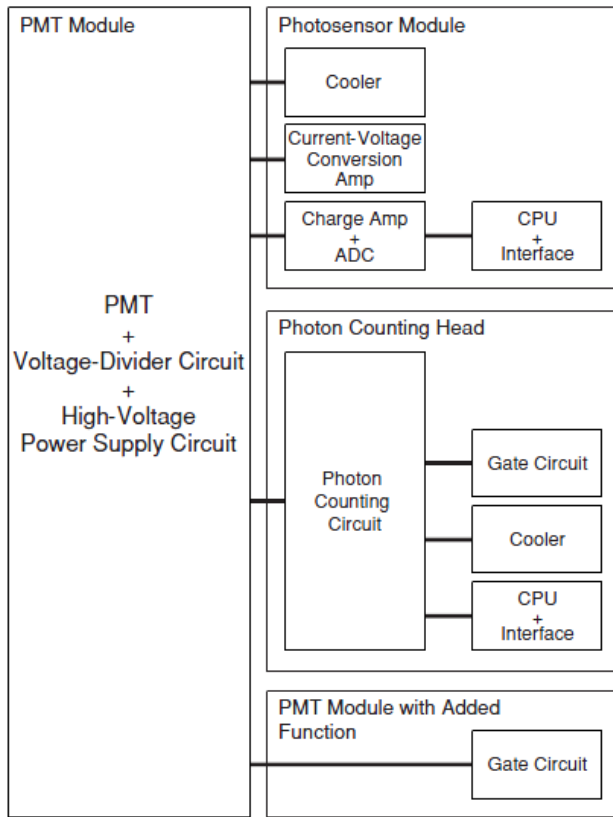 PMT Module
PMT
+
Voltage-Divider Circuit
+
High-Voltage
Power Supply Circuit
Photosensor Module
Cooler
Current-Voltage
Conversion
Amp
Charge Amp
+
ADC
CPU
+
Interface
Photon Counting Head
Photon
Counting
Circuit
Gate Circuit
Cooler
CPU
+
Interface
PMT Module with Added
Function
Gate Circuit